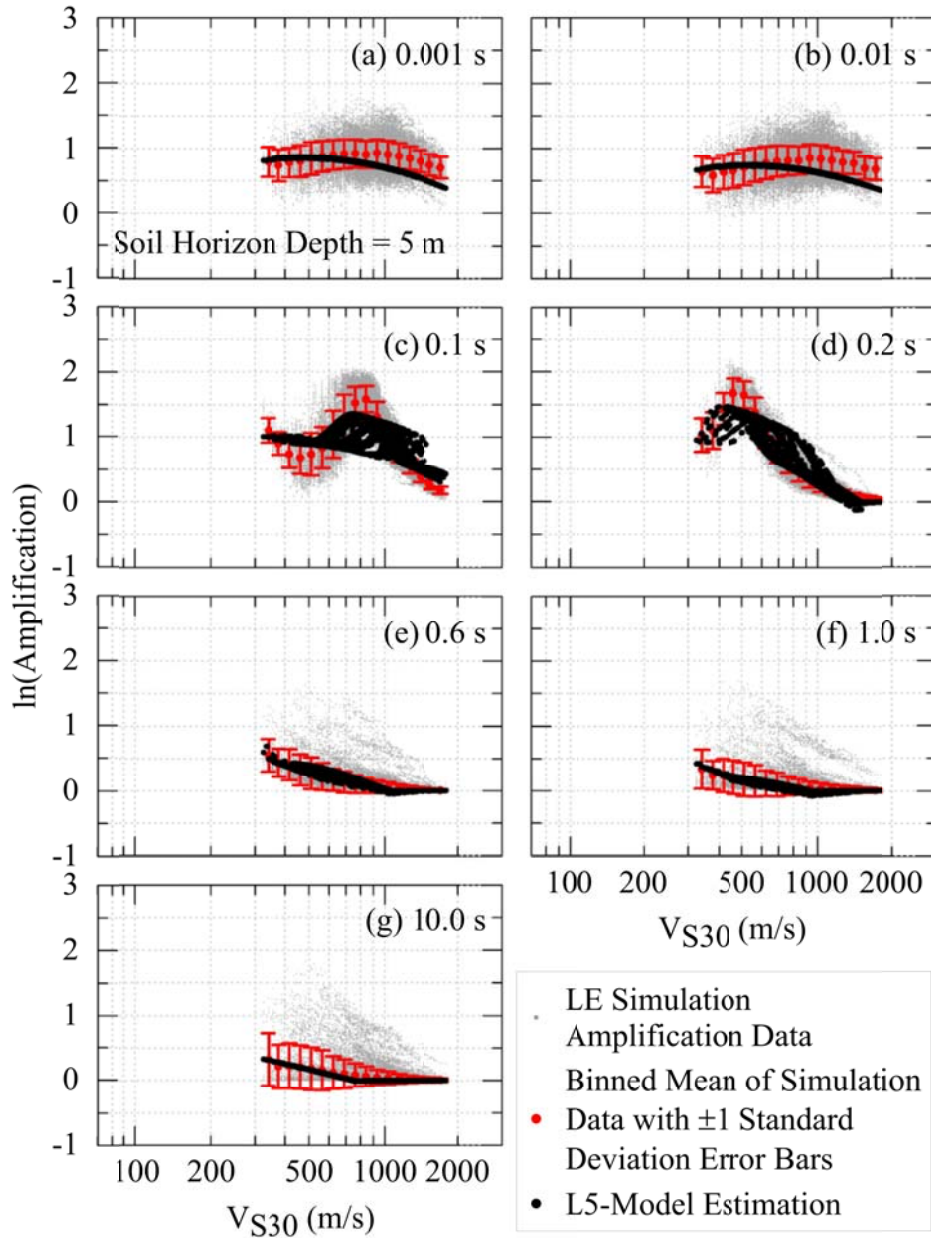 3
2
1
0
-1
(a) 0.001 s
Soil Horizon Depth = 5 m
(b) 0.01 s
3
2
1
0
-1
(c) 0.1 s
(d) 0.2 s
ln(Amplification)
3
2
1
0
-1
(e) 0.6 s
(f) 1.0 s
100 200 500 1000 2000
V_S30 (m/s)
3
2
1
0
-1
(g) 10.0 s
100 200 500 1000 2000
V_S30 (m/s)
LE Simulation
Amplification Data
Binned Mean of Simulation
Data with ±1 Standard
Deviation Error Bars
L5-Model Estimation